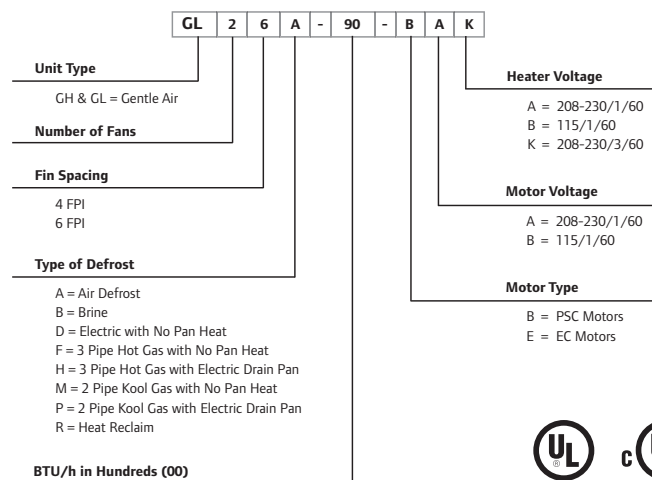 GL 2 6 A - 90 - B A K
Unit Type
GH & GL = Gentle Air
Number of Fans
Fin Spacing
4 FPI
6 FPI
Type of Defrost
A = Air Defrost
B = Brine
D = Electric with No Pan Heat
F = 3 Pipe Hot Gas with No Pan Heat
H = 3 Pipe Hot Gas with Electric Drain Pan
M = 2 Pipe Kool Gas with No Pan Heat
P = 2 Pipe Kool Gas with Electric Drain Pan
R = Heat Reclaim
BTU/h in Hundreds (00)
Heater Voltage
A = 208-230/1/60
B = 115/1/60
K = 208-230/3/60
Motor Voltage
A = 208-230/1/60
B = 115/1/60
Motor Type
B = PSC Motors
E = EC Motors
UL ®
C